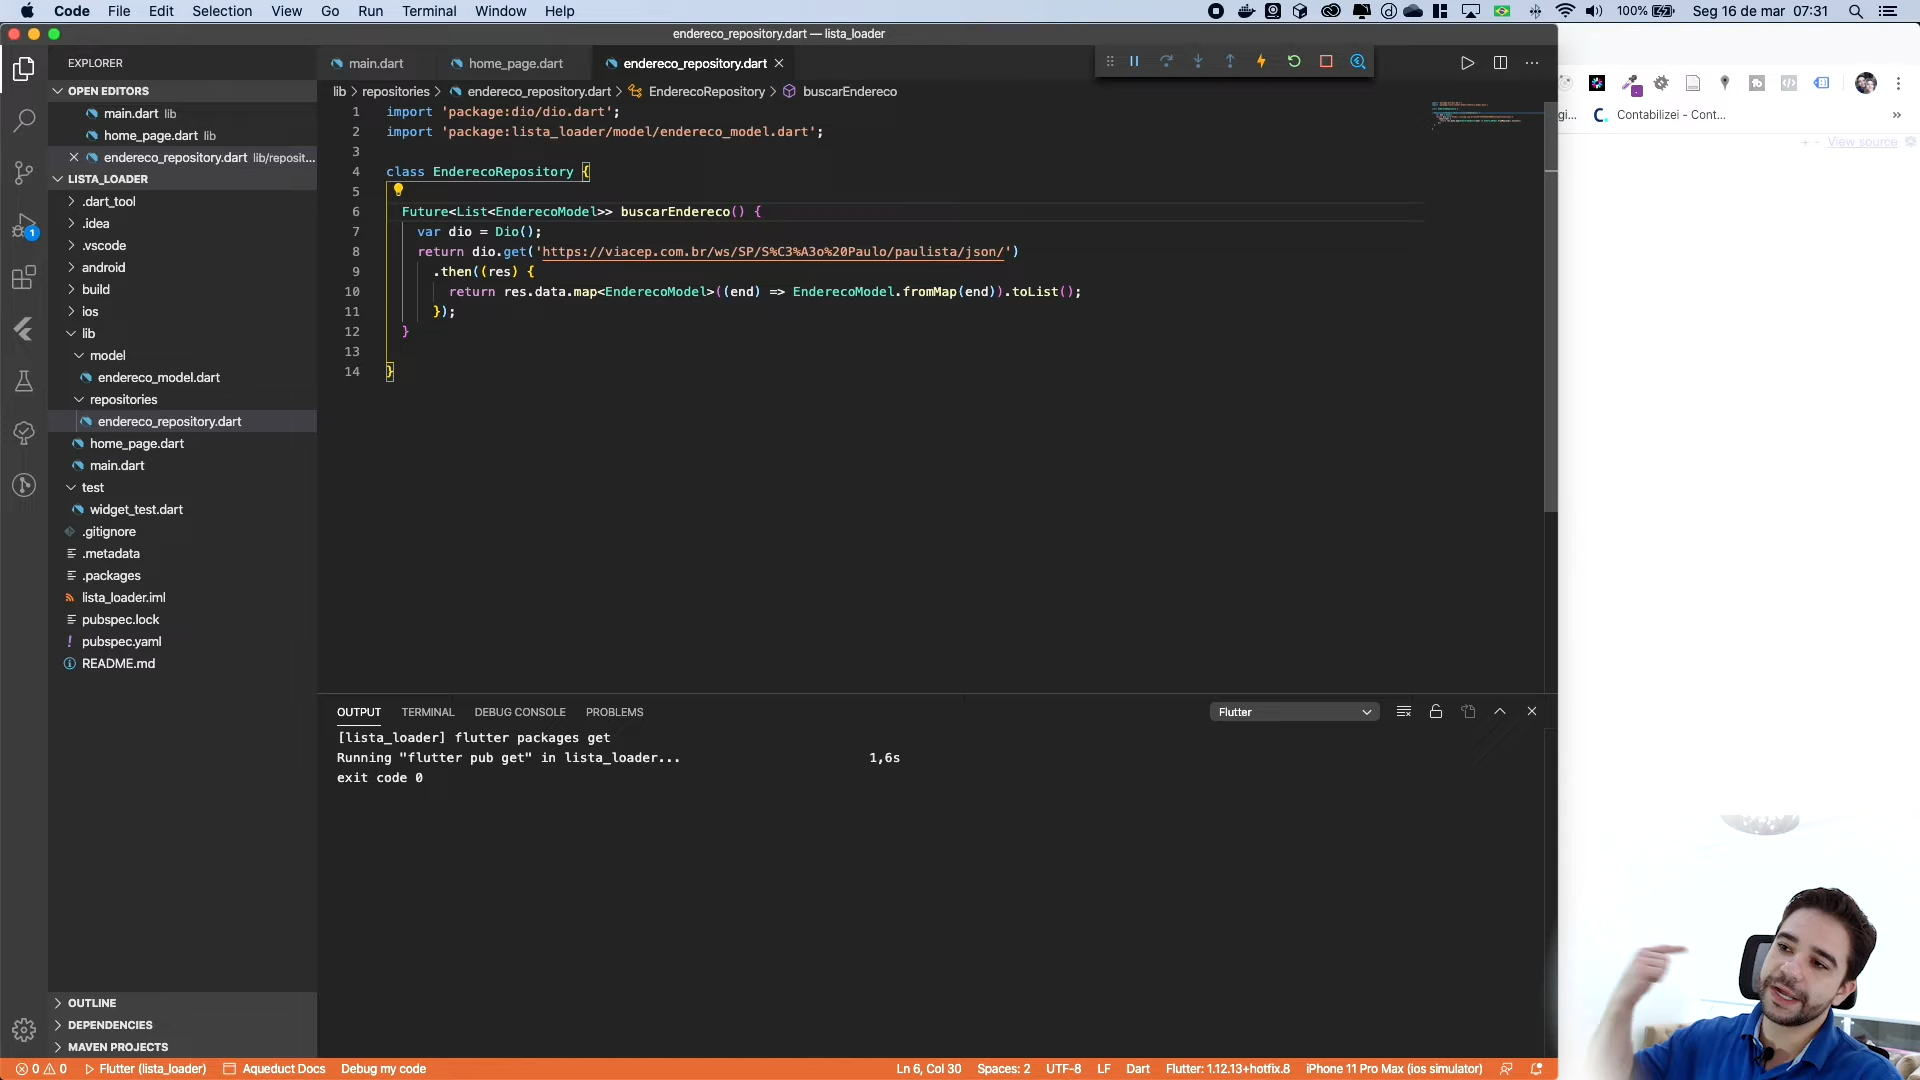 Code File Edit Selection View Go Run Terminal Window Help
100% Seg 16 de mar 07:31
endereco_repository.dart — lista_loader
EXPLORER
OPEN EDITORS
main.dart lib
home_page.dart lib
endereco_repository.dart lib/reposit...
LISTA_LOADER
.dart_tool
.idea
.vscode
android
build
ios
lib
model
endereco_model.dart
repositories
endereco_repository.dart
home_page.dart
main.dart
test
widget_test.dart
.gitignore
.metadata
.packages
lista_loader.iml
pubspec.lock
pubspec.yaml
README.md
OUTLINE
DEPENDENCIES
MAVEN PROJECTS
main.dart home_page.dart endereco_repository.dart
lib > repositories > endereco_repository.dart > EnderecoRepository > buscarEndereco
1 import 'package:dio/dio.dart';
2 import 'package:lista_loader/model/endereco_model.dart';
3
4 class EnderecoRepository {
5
6 Future<List<EnderecoModel>> buscarEndereco() {
7 var dio = Dio();
8 return dio.get('https://viacep.com.br/ws/SP/S%C3%A3o%20Paulo/paulista/json/')
9 .then((res) {
10 return res.data.map<EnderecoModel>((end) => EnderecoModel.fromMap(end)).toList();
11 });
12 }
13
14 }
OUTPUT TERMINAL DEBUG CONSOLE PROBLEMS
Flutter
[lista_loader] flutter packages get
Running "flutter pub get" in lista_loader... 1,6s
exit code 0
gi... Contabilizei - Cont... »
+ - View source
1
0 0 Flutter (lista_loader) Aqueduct Docs Debug my code
Ln 6, Col 30 Spaces: 2 UTF-8 LF Dart Flutter: 1.12.13+hotfix.8 iPhone 11 Pro Max (ios simulator)